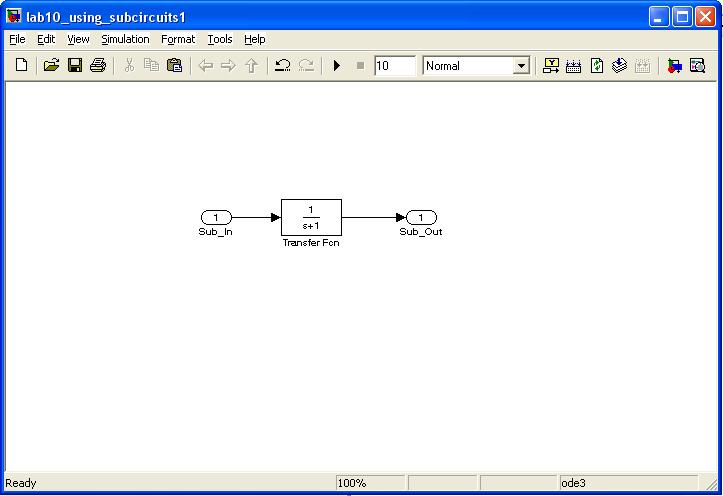 lab10_using_subcircuits1
File Edit View Simulation Format Tools Help
10 Normal
1 1 1
s+1
Sub_In Transfer Fcn Sub_Out
Ready 100% ode3